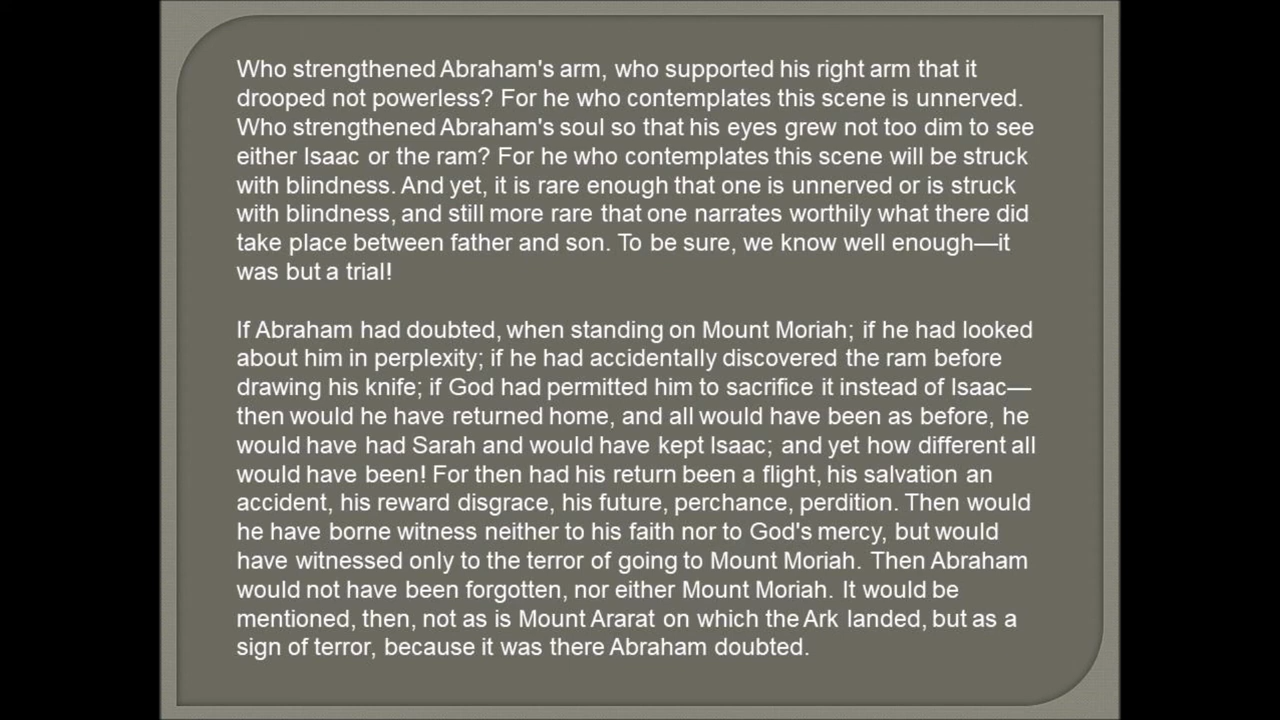 Who strengthened Abraham's arm, who supported his right arm that it
drooped not powerless? For he who contemplates this scene is unnerved.
Who strengthened Abraham's soul so that his eyes grew not too dim to see
either Isaac or the ram? For he who contemplates this scene will be struck
with blindness. And yet, it is rare enough that one is unnerved or is struck
with blindness, and still more rare that one narrates worthily what there did
take place between father and son. To be sure, we know well enough—it
was but a trial!
If Abraham had doubted, when standing on Mount Moriah; if he had looked
about him in perplexity; if he had accidentally discovered the ram before
drawing his knife; if God had permitted him to sacrifice it instead of Isaac—
then would he have returned home, and all would have been as before, he
would have had Sarah and would have kept Isaac; and yet how different all
would have been! For then had his return been a flight, his salvation an
accident, his reward disgrace, his future, perchance, perdition. Then would
he have borne witness neither to his faith nor to God's mercy, but would
have witnessed only to the terror of going to Mount Moriah. Then Abraham
would not have been forgotten, nor either Mount Moriah. It would be
mentioned, then, not as is Mount Ararat on which the Ark landed, but as a
sign of terror, because it was there Abraham doubted.